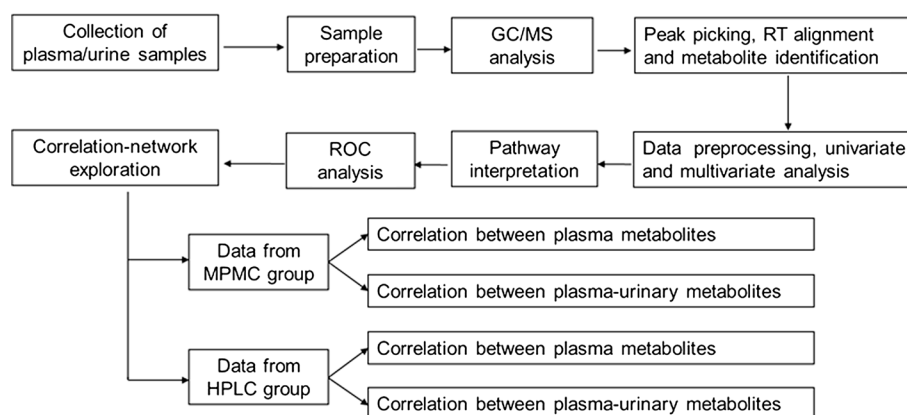 Collection of
plasma/urine samples
Sample
preparation
GC/MS
analysis
Peak picking, RT alignment
and metabolite identification
Data preprocessing, univariate
and multivariate analysis
Pathway
interpretation
ROC
analysis
Correlation-network
exploration
Data from
MPMC group
Correlation between plasma metabolites
Correlation between plasma-urinary metabolites
Data from
HPLC group
Correlation between plasma metabolites
Correlation between plasma-urinary metabolites